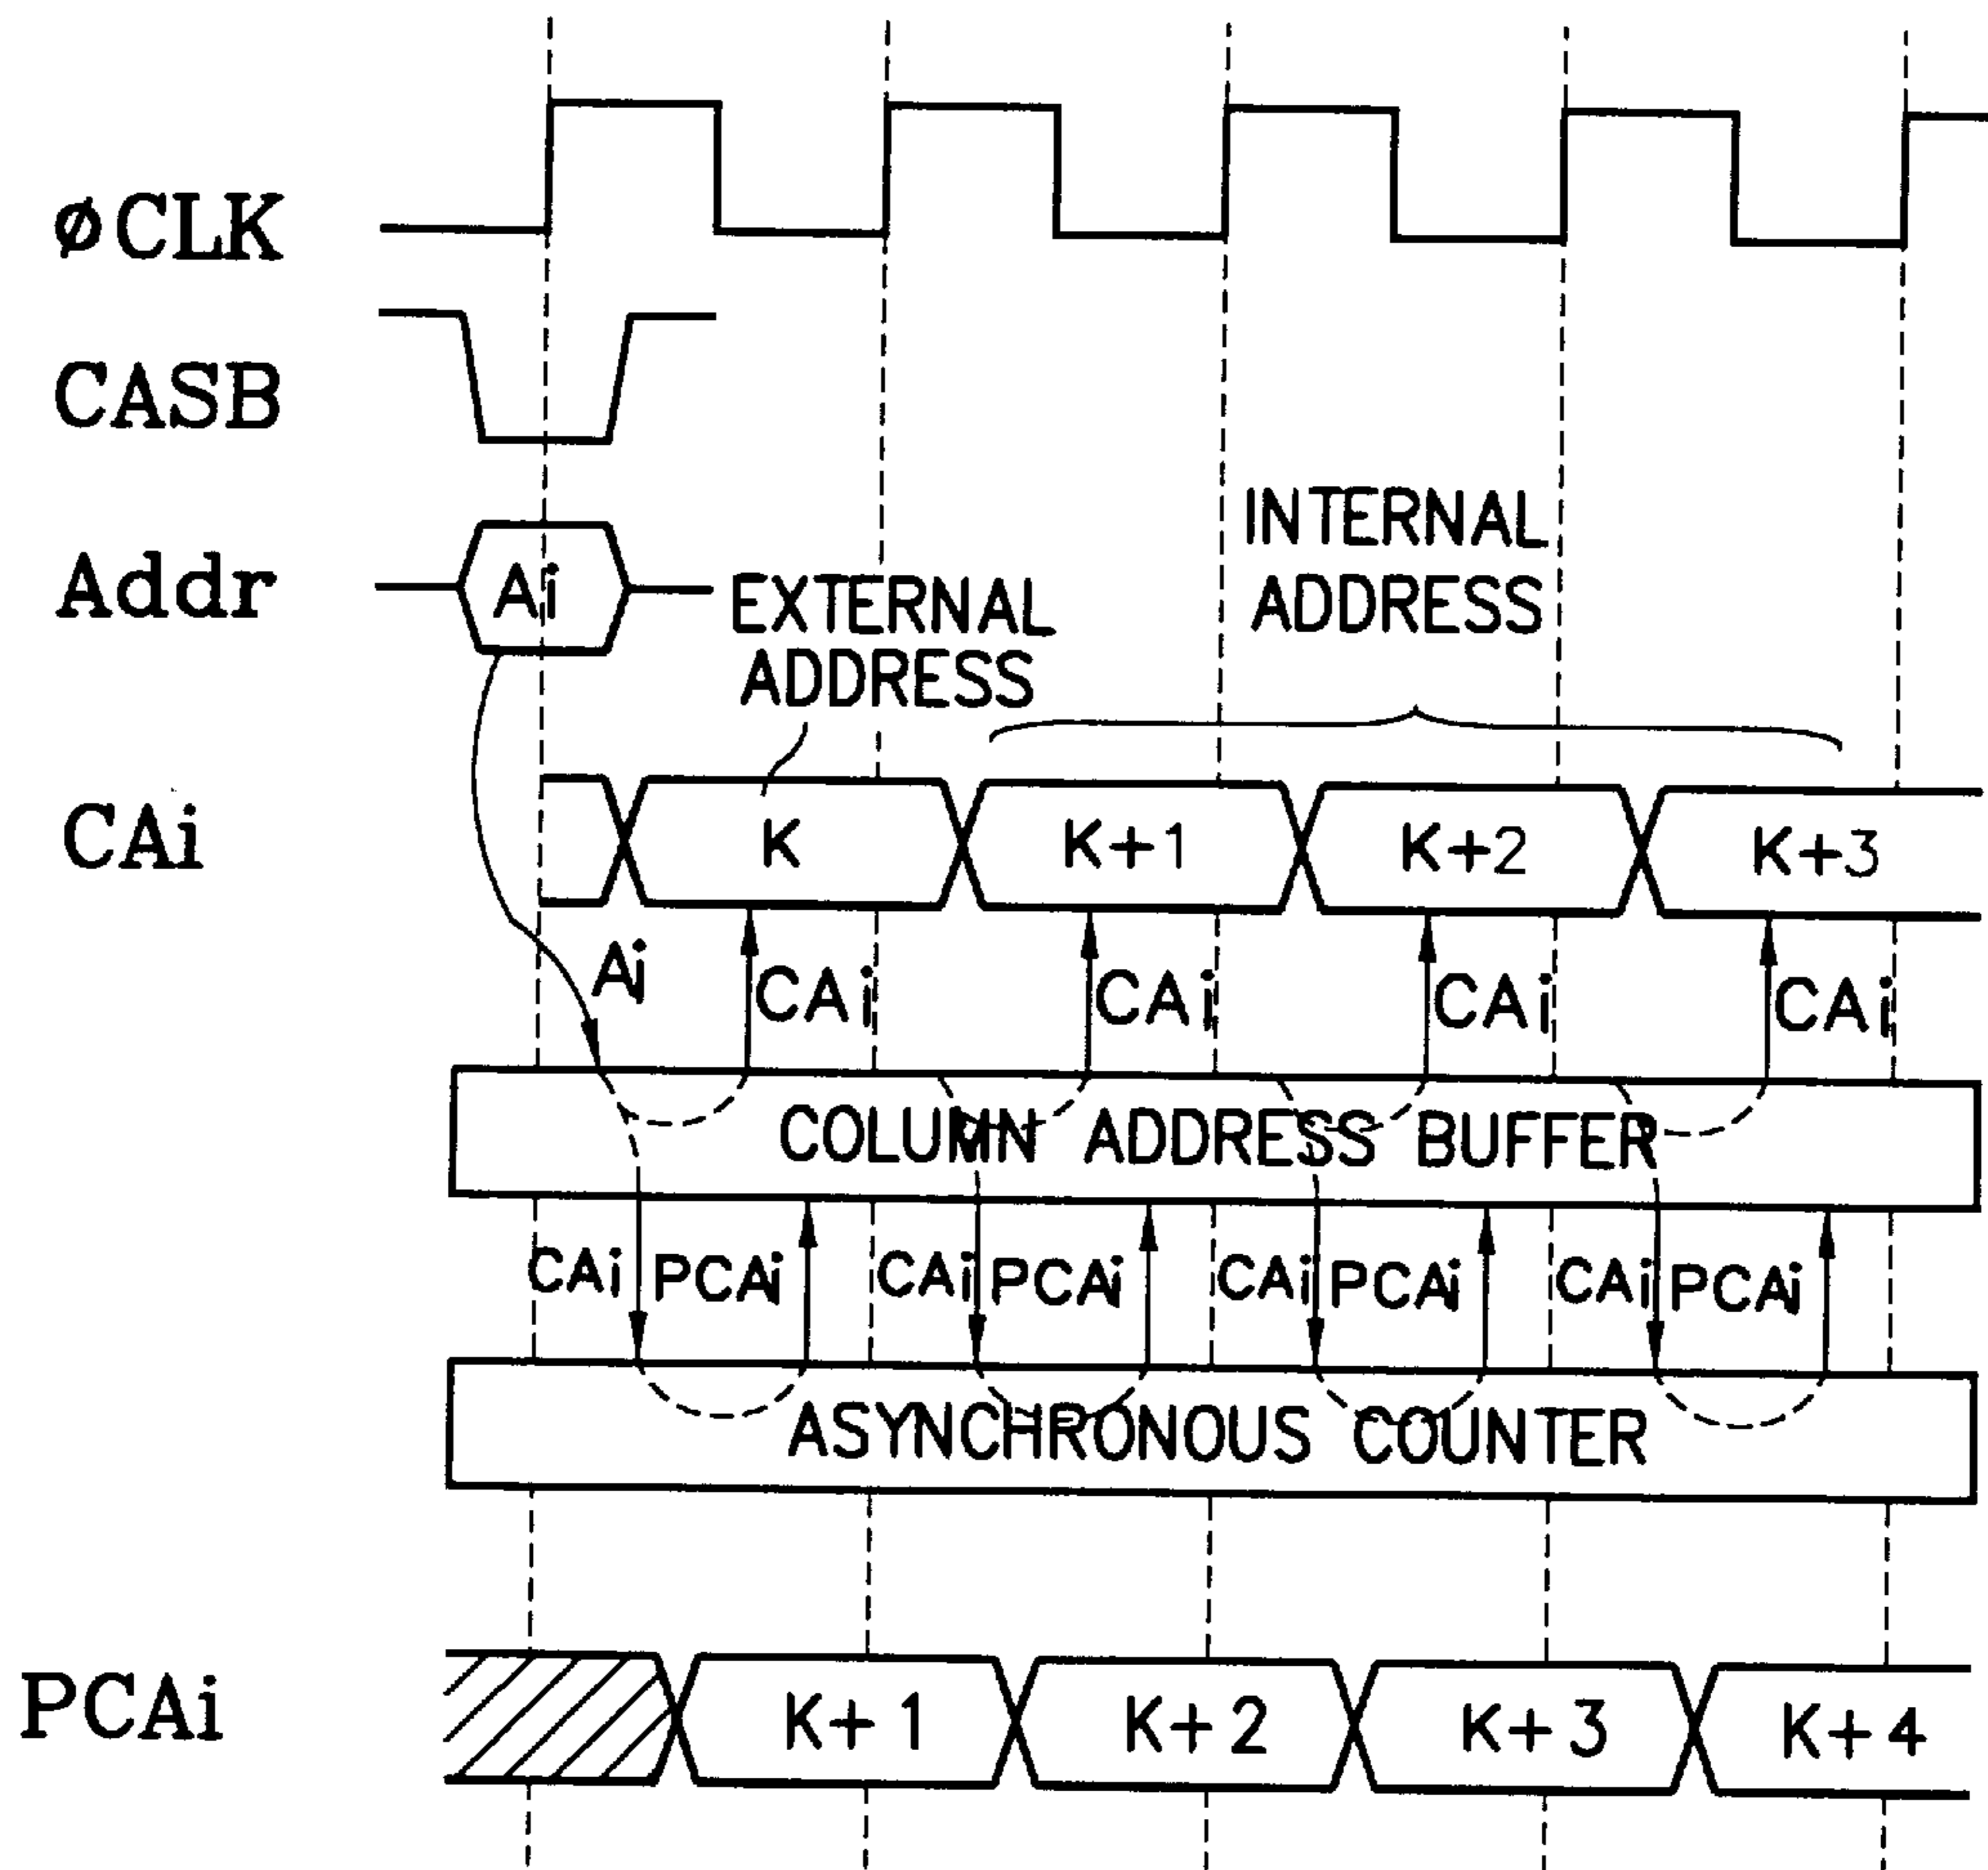 øCLK
CASB
INTERNAL
ADDRESS
Addr
Ai
EXTERNAL
ADDRESS
CAi
K
K+1
K+2
K+3
Ai
CAi
CAi
CAi
CAi
COLUMN ADDRESS BUFFER
CAi
PCAi
CAi
PCAi
CAi
PCAi
CAi
PCAi
ASYNCHRONOUS COUNTER
PCAi
K+1
K+2
K+3
K+4